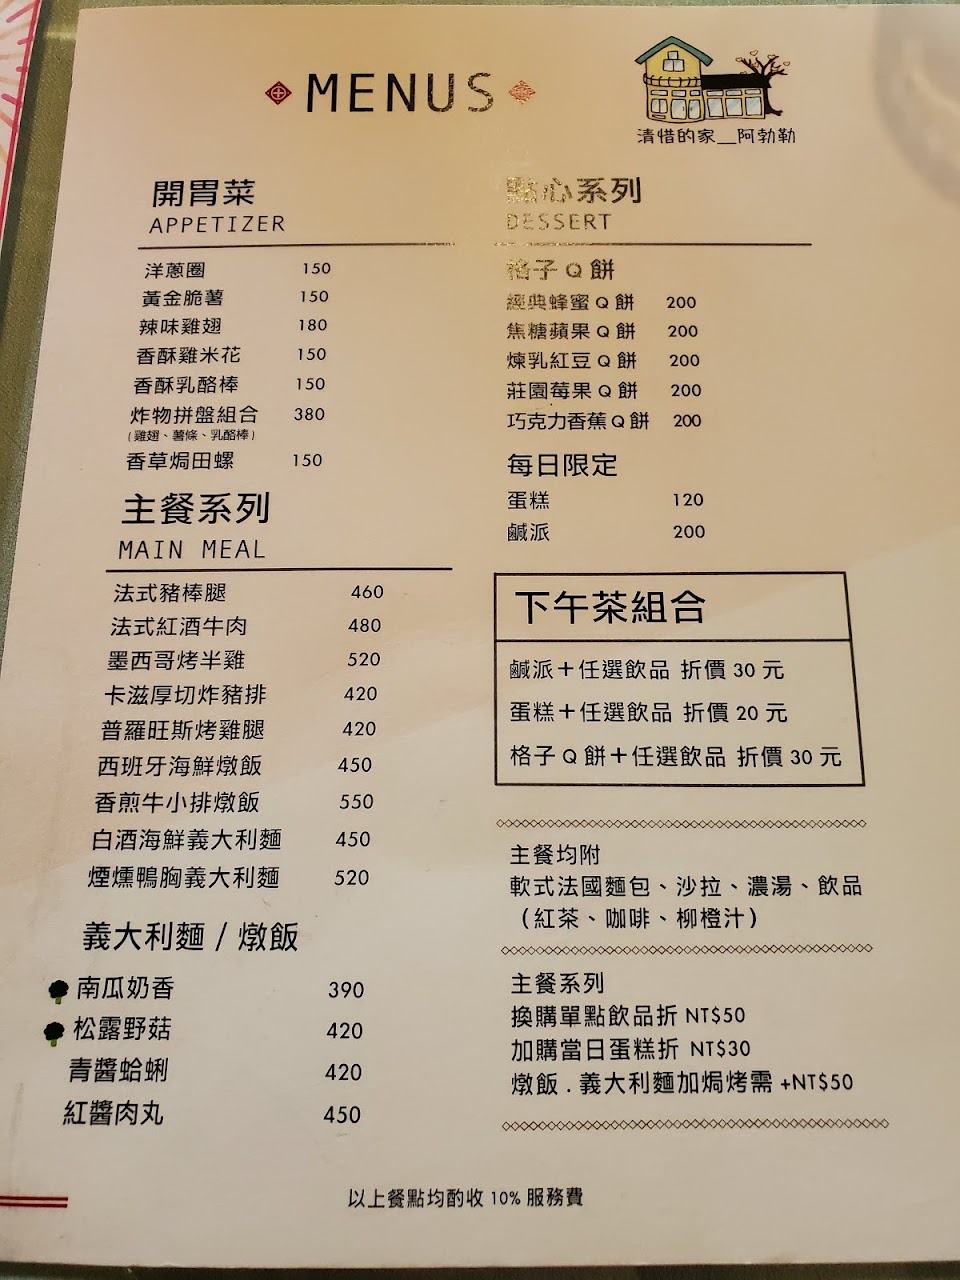 MENUS
清惜的家__阿勃勒
開胃菜
APPETIZER
洋蔥圈 150
黃金脆薯 150
辣味雞翅 180
香酥雞米花 150
香酥乳酪棒 150
炸物拼盤組合 380
(雞翅、薯條、乳酪棒)
香草焗田螺 150
主餐系列
MAIN MEAL
法式豬棒腿 460
法式紅酒牛肉 480
墨西哥烤半雞 520
卡滋厚切炸豬排 420
普羅旺斯烤雞腿 420
西班牙海鮮燉飯 450
香煎牛小排燉飯 550
白酒海鮮義大利麵 450
煙燻鴨胸義大利麵 520
義大利麵 / 燉飯
南瓜奶香 390
松露野菇 420
青醬蛤蜊 420
紅醬肉丸 450
點心系列
DESSERT
格子 Q 餅
經典蜂蜜 Q 餅 200
焦糖蘋果 Q 餅 200
煉乳紅豆 Q 餅 200
莊園莓果 Q 餅 200
巧克力香蕉 Q 餅 200
每日限定
蛋糕 120
鹹派 200
下午茶組合
鹹派＋任選飲品 折價 30 元
蛋糕＋任選飲品 折價 20 元
格子 Q 餅＋任選飲品 折價 30 元
主餐均附
軟式法國麵包、沙拉、濃湯、飲品
（紅茶、咖啡、柳橙汁）
主餐系列
換購單點飲品折 NT$50
加購當日蛋糕折 NT$30
燉飯 . 義大利麵加焗烤需 +NT$50
以上餐點均酌收 10% 服務費